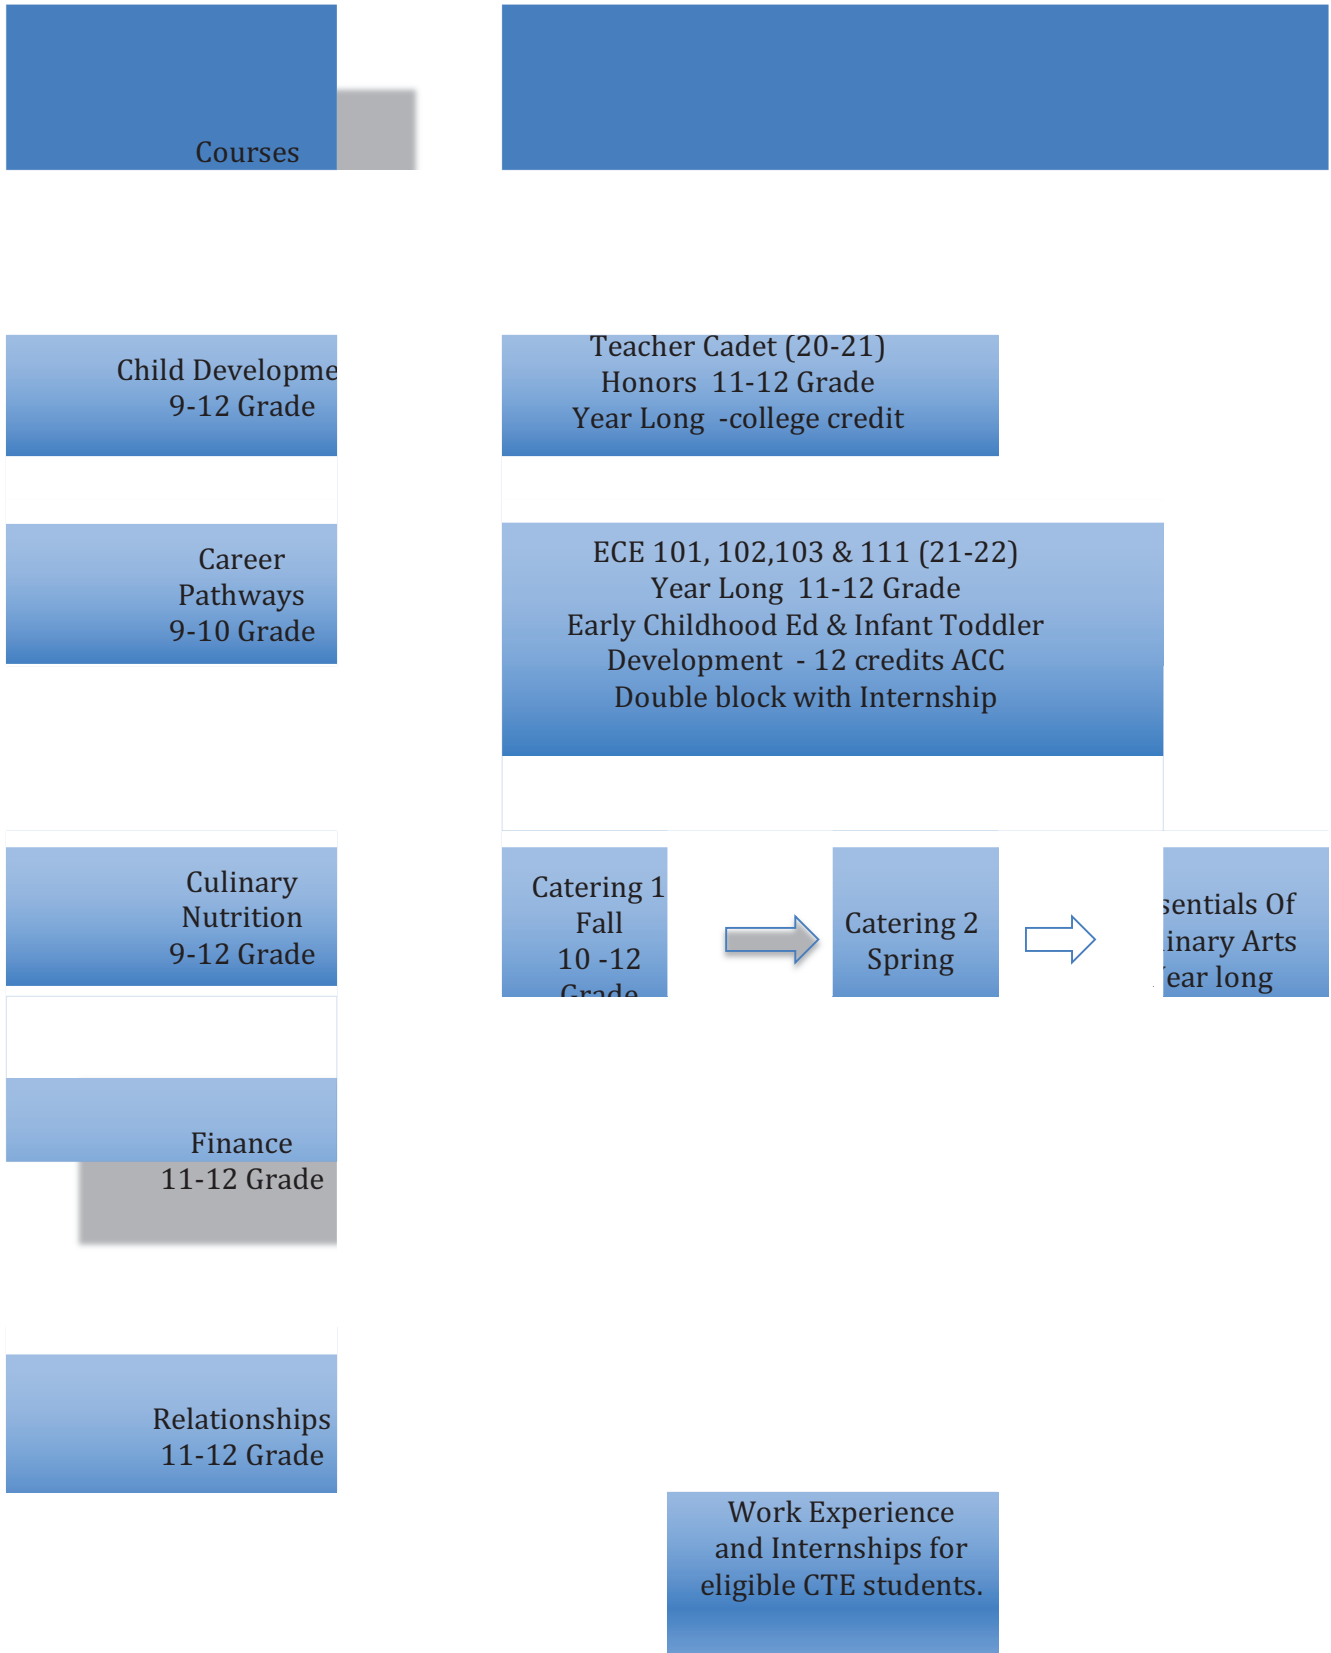 Courses
Child Developme
9-12 Grade
Teacher Cadet (20-21)
Honors 11-12 Grade
Year Long -college credit
Career
Pathways
9-10 Grade
ECE 101, 102,103 & 111 (21-22)
Year Long 11-12 Grade
Early Childhood Ed & Infant Toddler
Development - 12 credits ACC
Double block with Internship
Culinary
Nutrition
9-12 Grade
Catering 1
Fall
10 -12
Grade
Catering 2
Spring
sentials Of
inary Arts
ear long
Finance
11-12 Grade
Relationships
11-12 Grade
Work Experience
and Internships for
eligible CTE students.